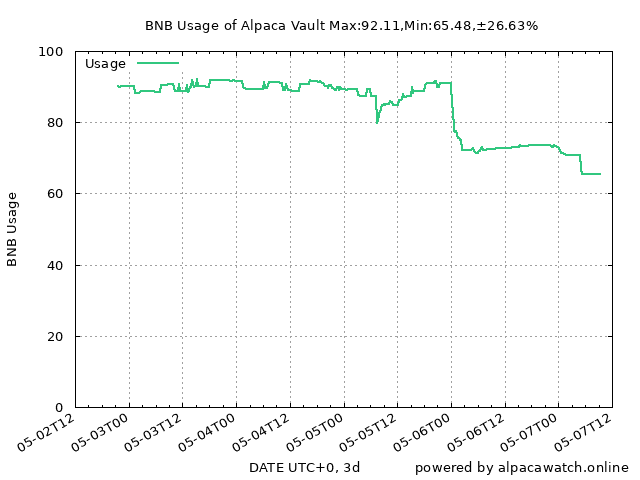 BNB Usage of Alpaca Vault Max:92.11,Min:65.48,±26.63%
Usage
100
80
60
40
20
0
BNB Usage
05-02T12
05-03T00
05-03T12
05-04T00
05-04T12
05-05T00
05-05T12
05-06T00
05-06T12
05-07T00
05-07T12
DATE UTC+0, 3d
powered by alpacawatch.online